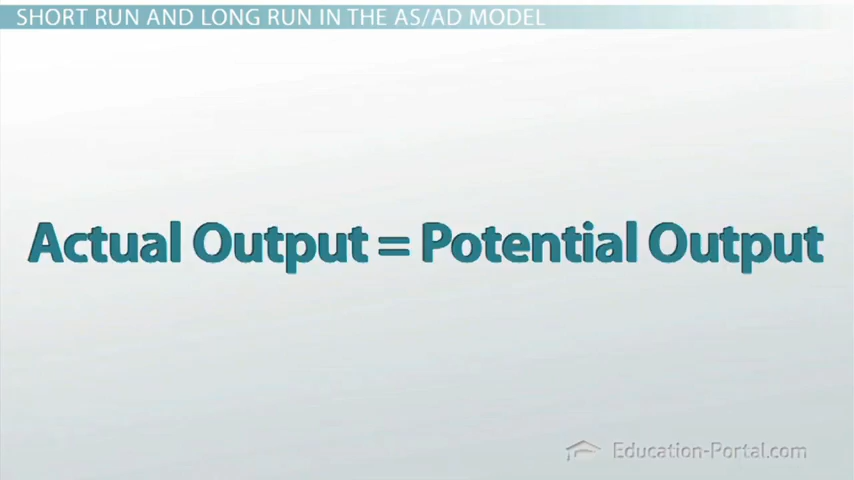 SHORT RUN AND LONG RUN IN THE AS/AD MODEL
Actual Output = Potential Output
Education-Portal.com